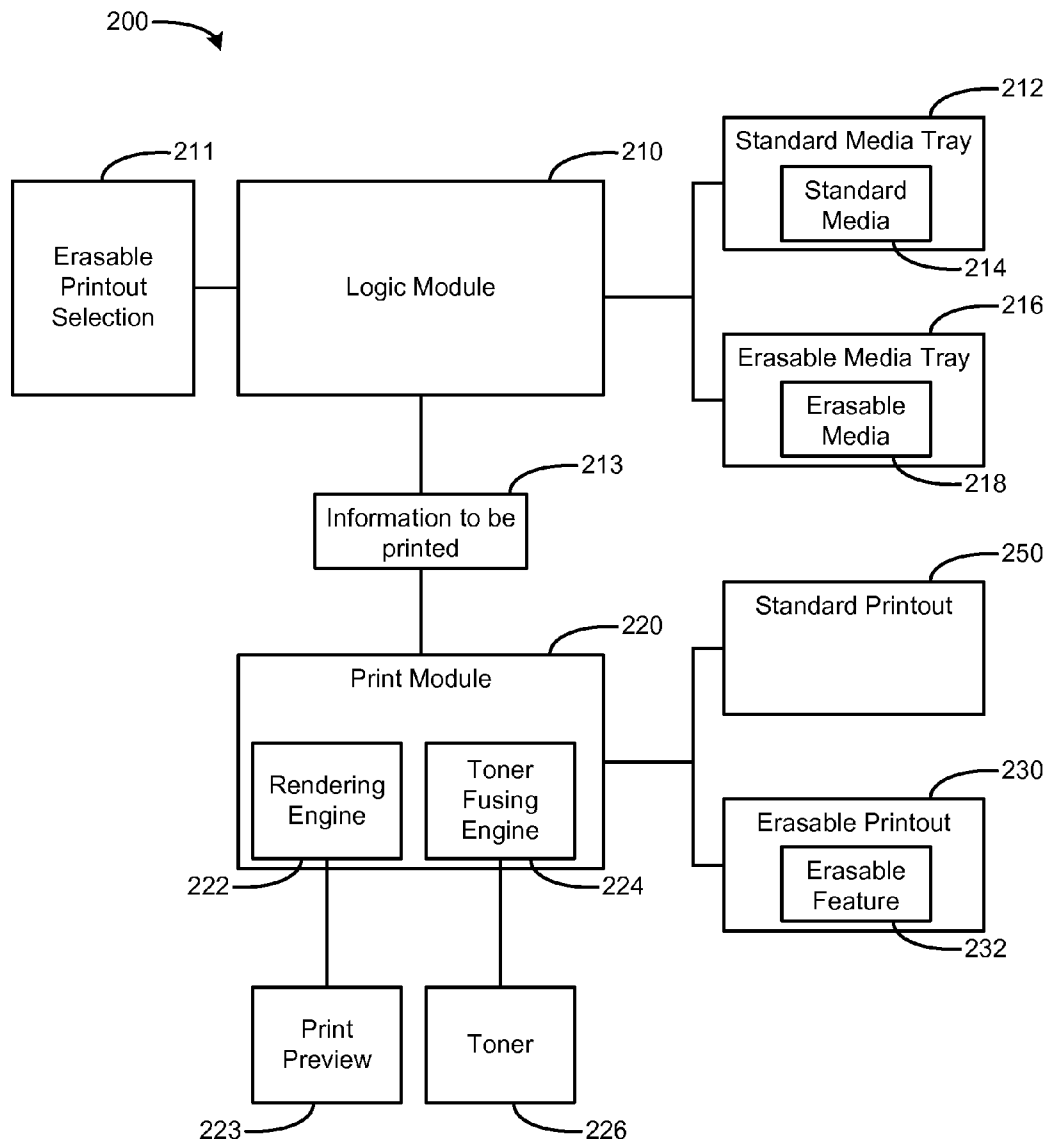 200
212
211
210
Standard Media Tray
Standard
Media
214
Erasable
Printout
Selection
Logic Module
216
Erasable Media Tray
Erasable
Media
218
213
Information to be
printed
250
Standard Printout
220
Print Module
Rendering
Engine
Toner
Fusing
Engine
222
224
230
Erasable Printout
Erasable
Feature
232
Print
Preview
Toner
223
226